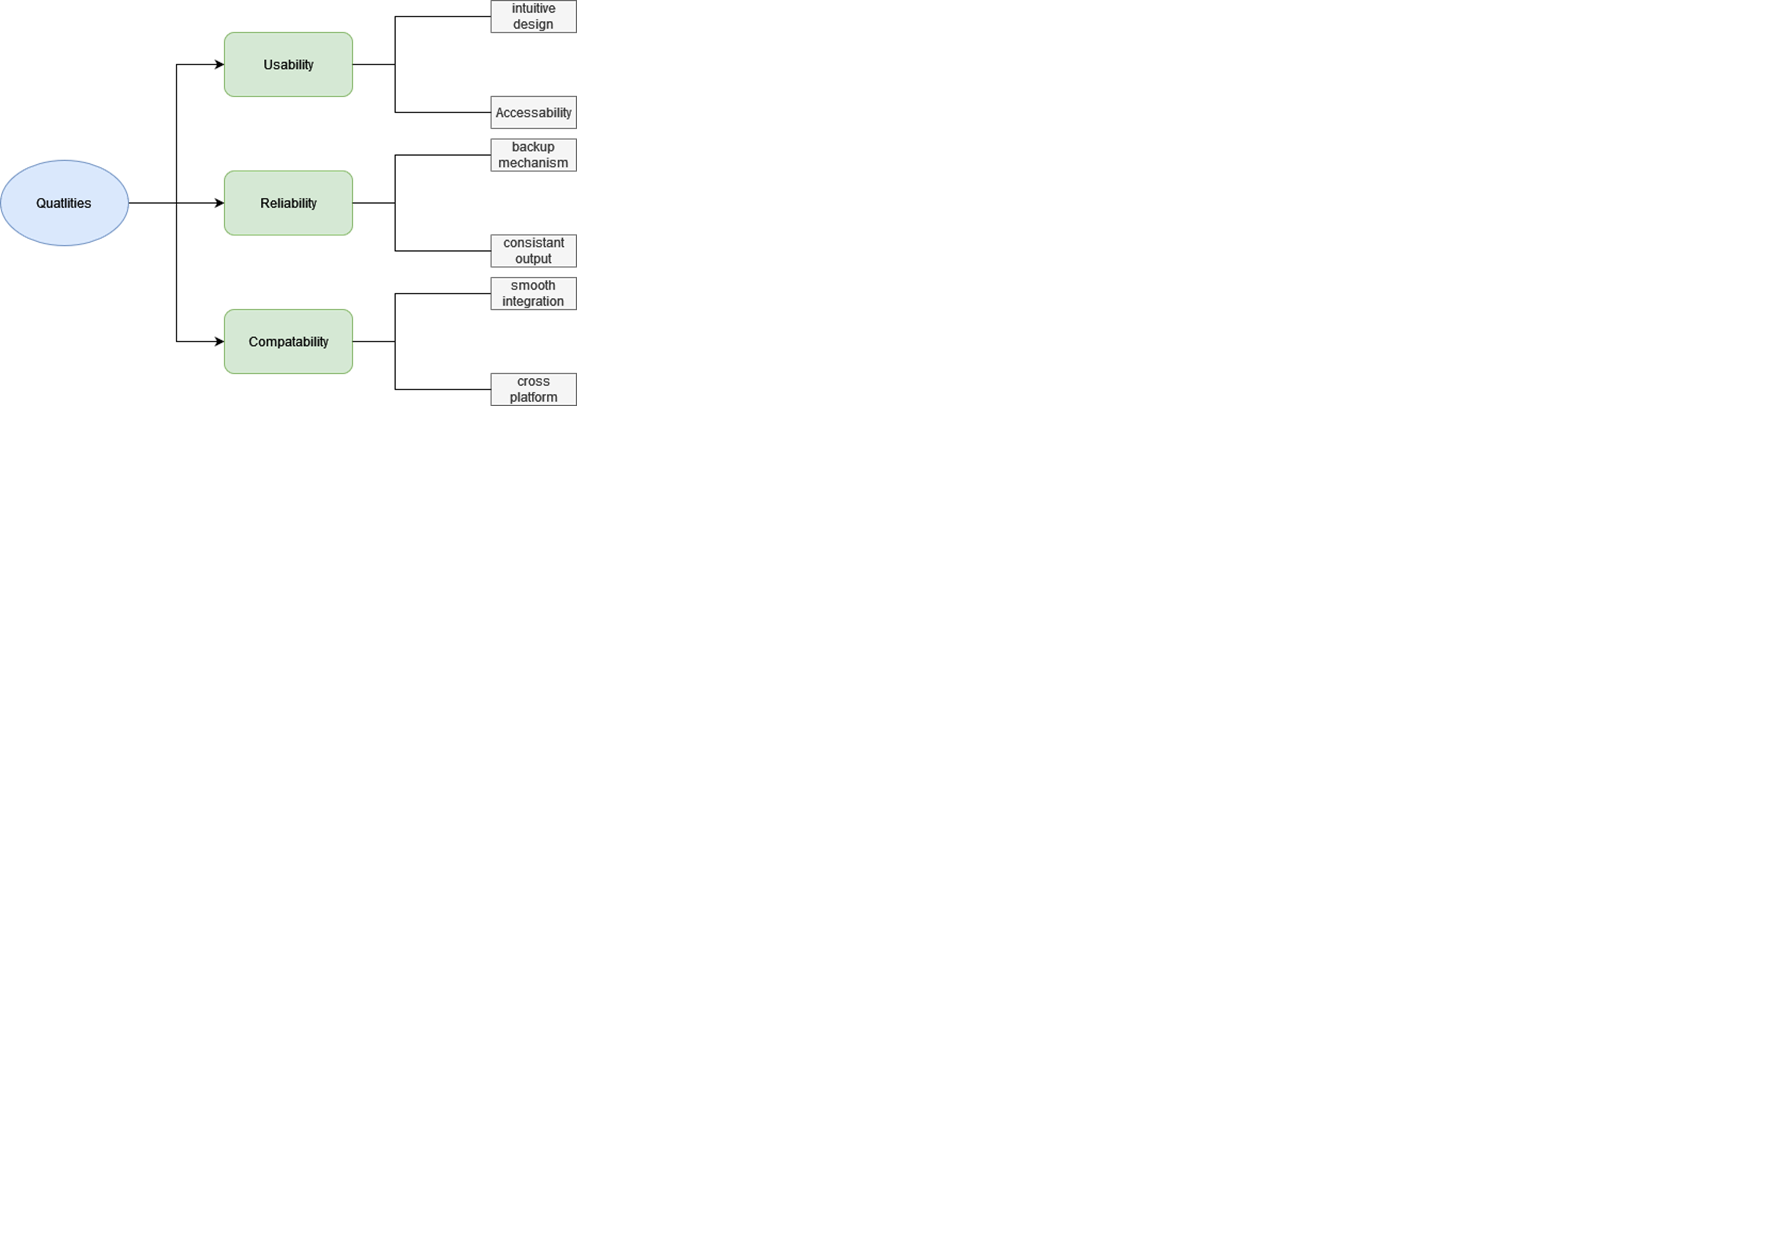 intuitive
design
Usability
Accessability
backup
mechanism
Quatlities
Reliability
consistant
output
smooth
integration
Compatability
cross
platform